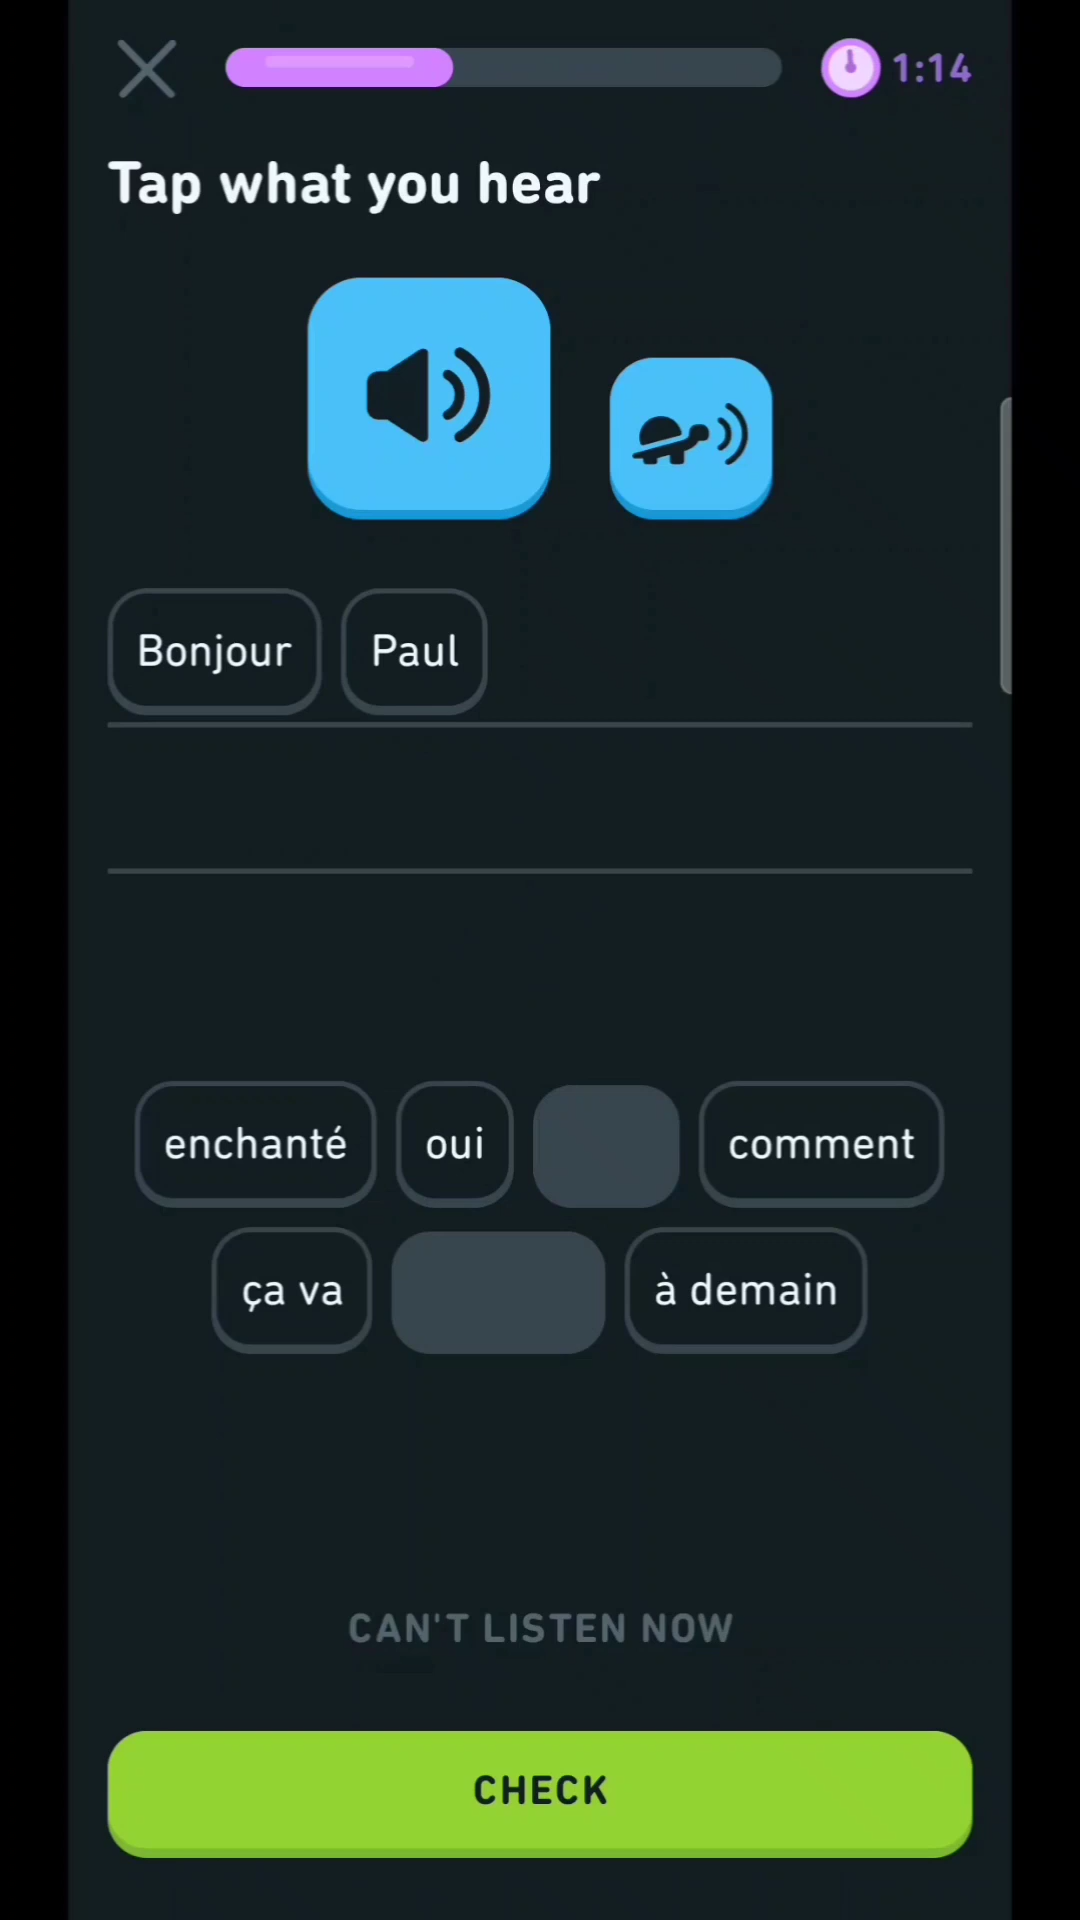 1:14
Tap what you hear
Bonjour Paul
enchanté oui comment
ça va à demain
CAN'T LISTEN NOW
CHECK